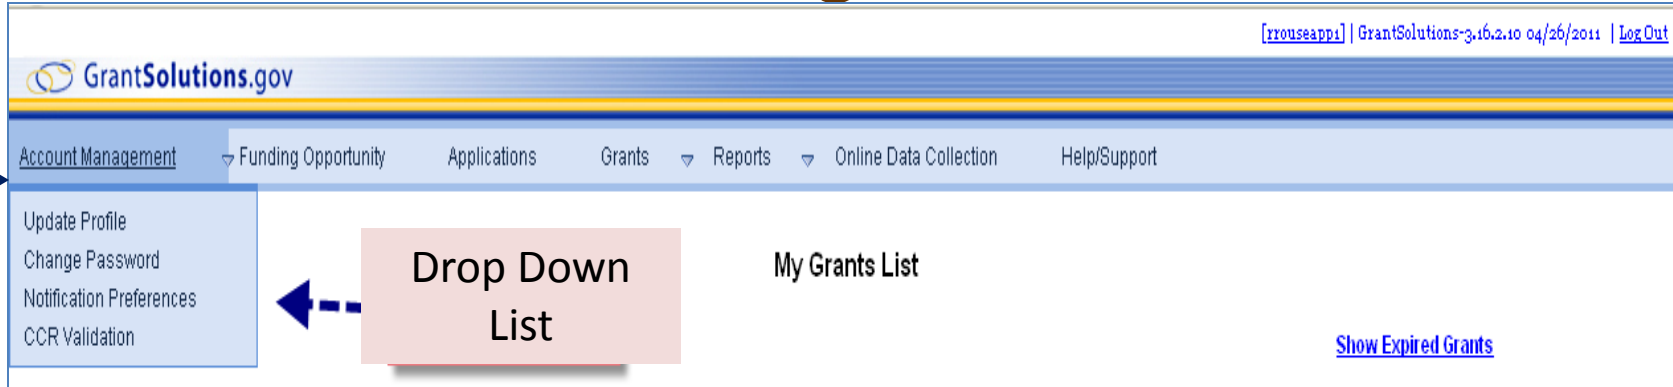 [rrouseapp1] | GrantSolutions-3.16.2.10 04/26/2011 | Log Out
GrantSolutions.gov
Account Management Funding Opportunity Applications Grants Reports Online Data Collection Help/Support
Update Profile
Change Password
Notification Preferences
CCR Validation
Drop Down
List
My Grants List
Show Expired Grants